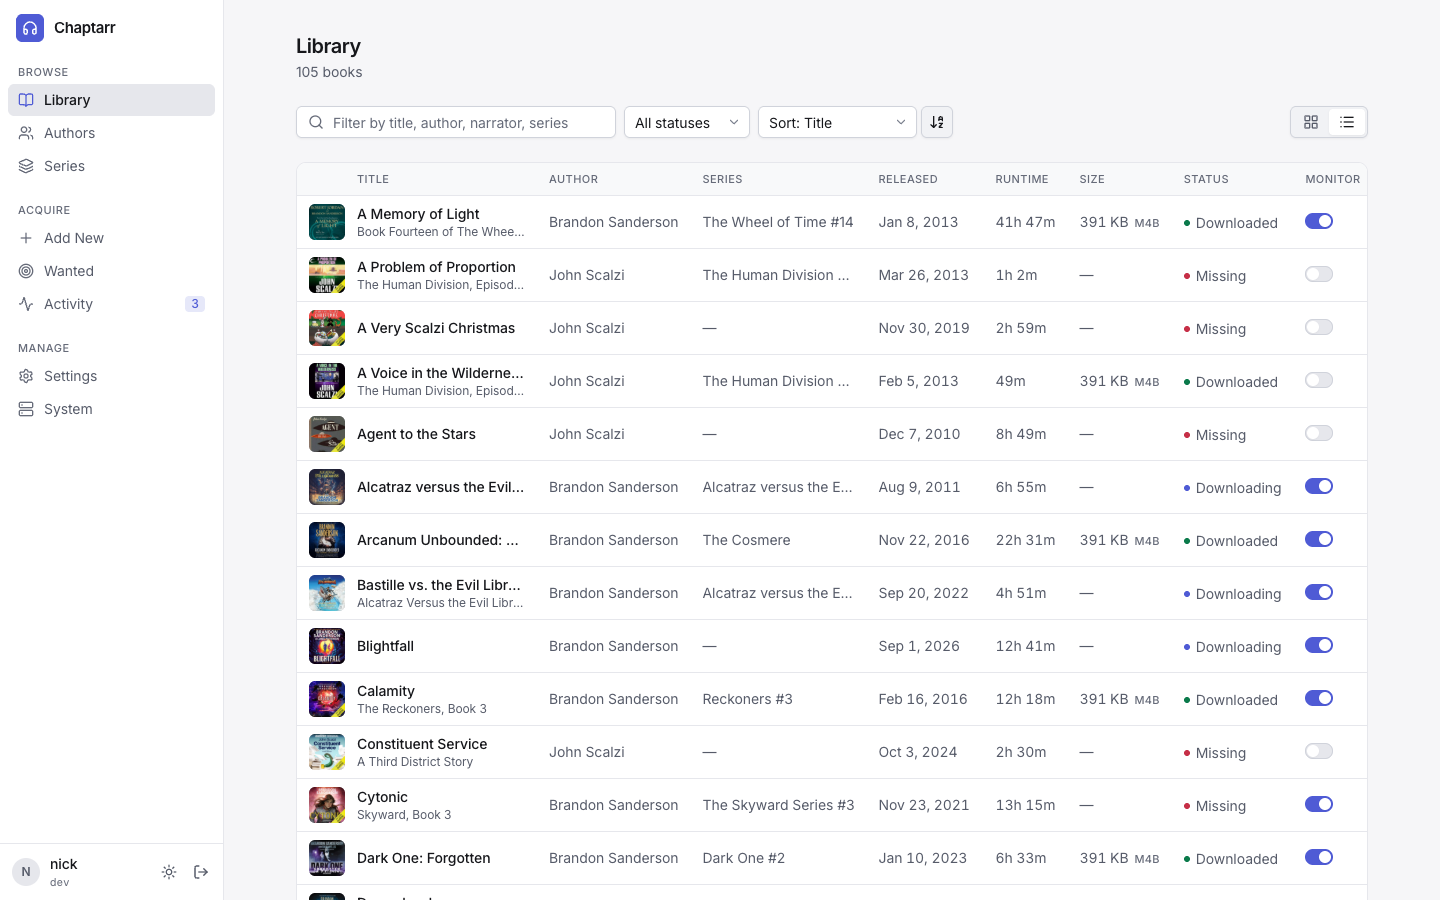 Chaptarr
BROWSE
Library
Authors
Series
ACQUIRE
Add New
Wanted
Activity 3
MANAGE
Settings
System
N nick
dev
Library
105 books
Filter by title, author, narrator, series All statuses Sort: Title
TITLE AUTHOR SERIES RELEASED RUNTIME SIZE STATUS MONITOR
A Memory of Light Brandon Sanderson The Wheel of Time #14 Jan 8, 2013 41h 47m 391 KB M4B Downloaded
Book Fourteen of The Whee...
A Problem of Proportion John Scalzi The Human Division ... Mar 26, 2013 1h 2m — Missing
The Human Division, Episod...
A Very Scalzi Christmas John Scalzi — Nov 30, 2019 2h 59m — Missing
A Voice in the Wilderne... John Scalzi The Human Division ... Feb 5, 2013 49m 391 KB M4B Downloaded
The Human Division, Episod...
Agent to the Stars John Scalzi — Dec 7, 2010 8h 49m — Missing
Alcatraz versus the Evil... Brandon Sanderson Alcatraz versus the E... Aug 9, 2011 6h 55m — Downloading
Arcanum Unbounded: ... Brandon Sanderson The Cosmere Nov 22, 2016 22h 31m 391 KB M4B Downloaded
Bastille vs. the Evil Libr... Brandon Sanderson Alcatraz versus the E... Sep 20, 2022 4h 51m — Downloading
Alcatraz Versus the Evil Libr...
Blightfall Brandon Sanderson — Sep 1, 2026 12h 41m — Downloading
Calamity Brandon Sanderson Reckoners #3 Feb 16, 2016 12h 18m 391 KB M4B Downloaded
The Reckoners, Book 3
Constituent Service John Scalzi — Oct 3, 2024 2h 30m — Missing
A Third District Story
Cytonic Brandon Sanderson The Skyward Series #3 Nov 23, 2021 13h 15m — Missing
Skyward, Book 3
Dark One: Forgotten Brandon Sanderson Dark One #2 Jan 10, 2023 6h 33m 391 KB M4B Downloaded